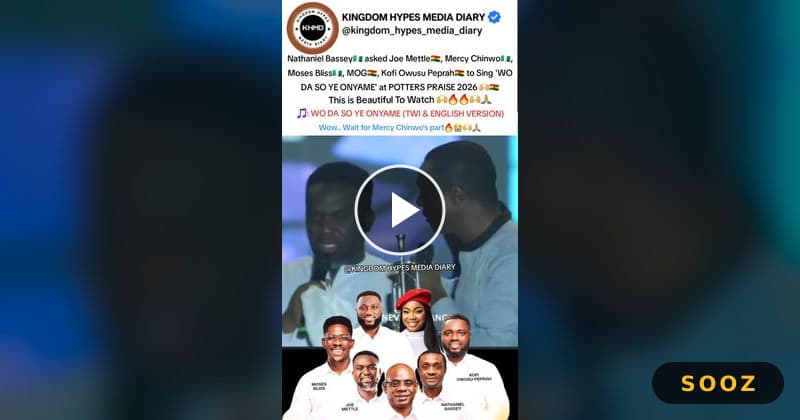 KINGDOM HYPES MEDIA DIARY
@kingdom_hypes_media_diary
KHMD
Nathaniel Bassey🇳🇬 asked Joe Mettle🇬🇭, Mercy Chinwo🇳🇬,
Moses Bliss🇳🇬, MOG🇬🇭, Kofi Owusu Peprah🇬🇭 to Sing 'WO
DA SO YE ONYAME' at POTTERS PRAISE 2026 🙌🇬🇭
This is Beautiful To Watch 🙌🔥🔥🙌🙏
🎵: WO DA SO YE ONYAME (TWI & ENGLISH VERSION)
Wow.. Wait for Mercy Chinwo's part🔥😭🙌🙏
@KINGDOM HYPES MEDIA DIARY
MOSES
BLISS
JOE
METTLE
NATHANIEL
BASSEY
KOFI
OWUSU-PEPRAH
SOOZ